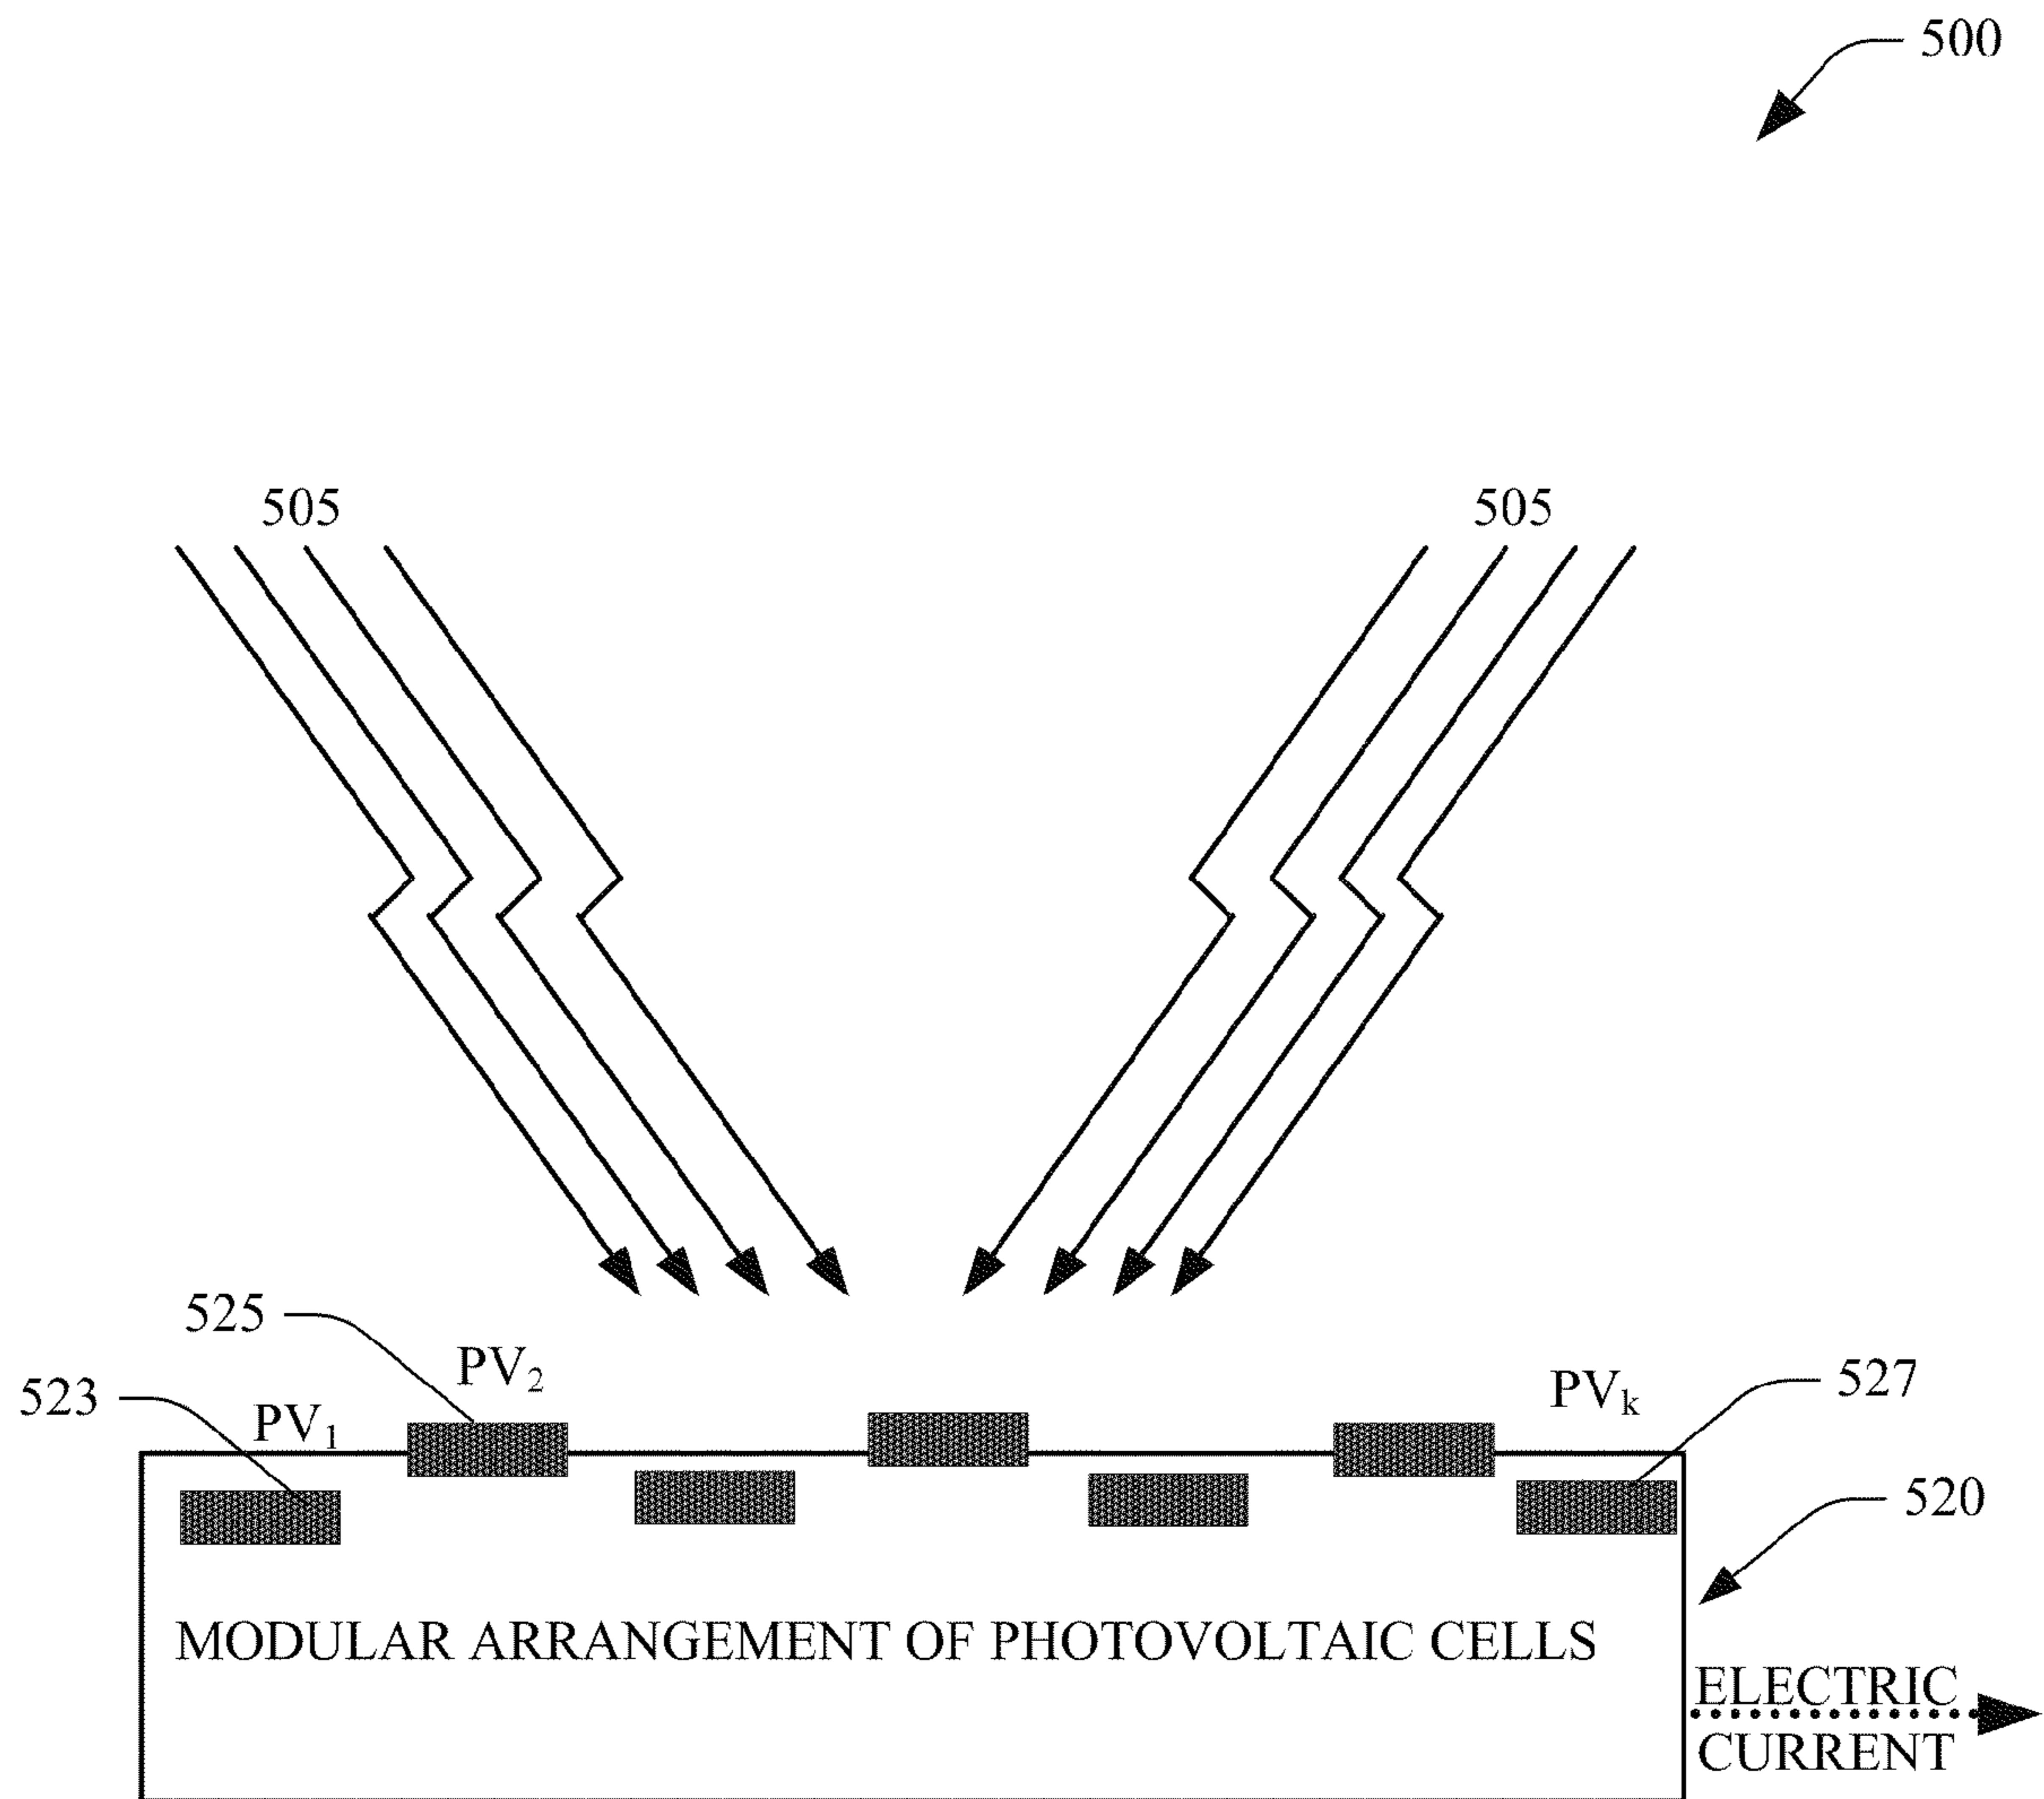 500
505
505
525
PV₂
523
PV₁
PVₖ
527
520
MODULAR ARRANGEMENT OF PHOTOVOLTAIC CELLS
ELECTRIC
CURRENT